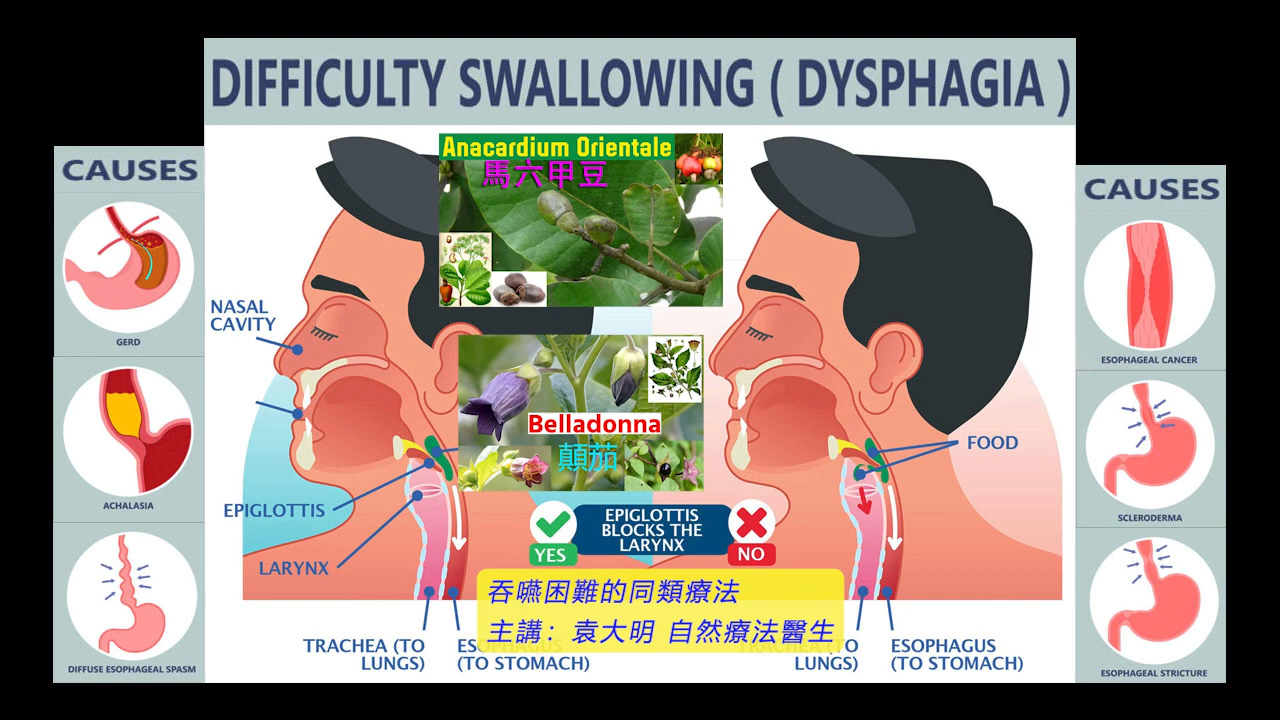 DIFFICULTY SWALLOWING ( DYSPHAGIA )
CAUSES
GERD
ACHALASIA
DIFFUSE ESOPHAGEAL SPASM
Anacardium Orientale
馬六甲豆
NASAL
CAVITY
Belladonna
顛茄
EPIGLOTTIS
LARYNX
FOOD
EPIGLOTTIS
BLOCKS THE
LARYNX
YES
NO
吞嚥困難的同類療法
主講：袁大明 自然療法醫生
TRACHEA (TO
LUNGS)
ESOPHAGUS
(TO STOMACH)
TRACHEA (TO
LUNGS)
ESOPHAGUS
(TO STOMACH)
CAUSES
ESOPHAGEAL CANCER
SCLERODERMA
ESOPHAGEAL STRICTURE